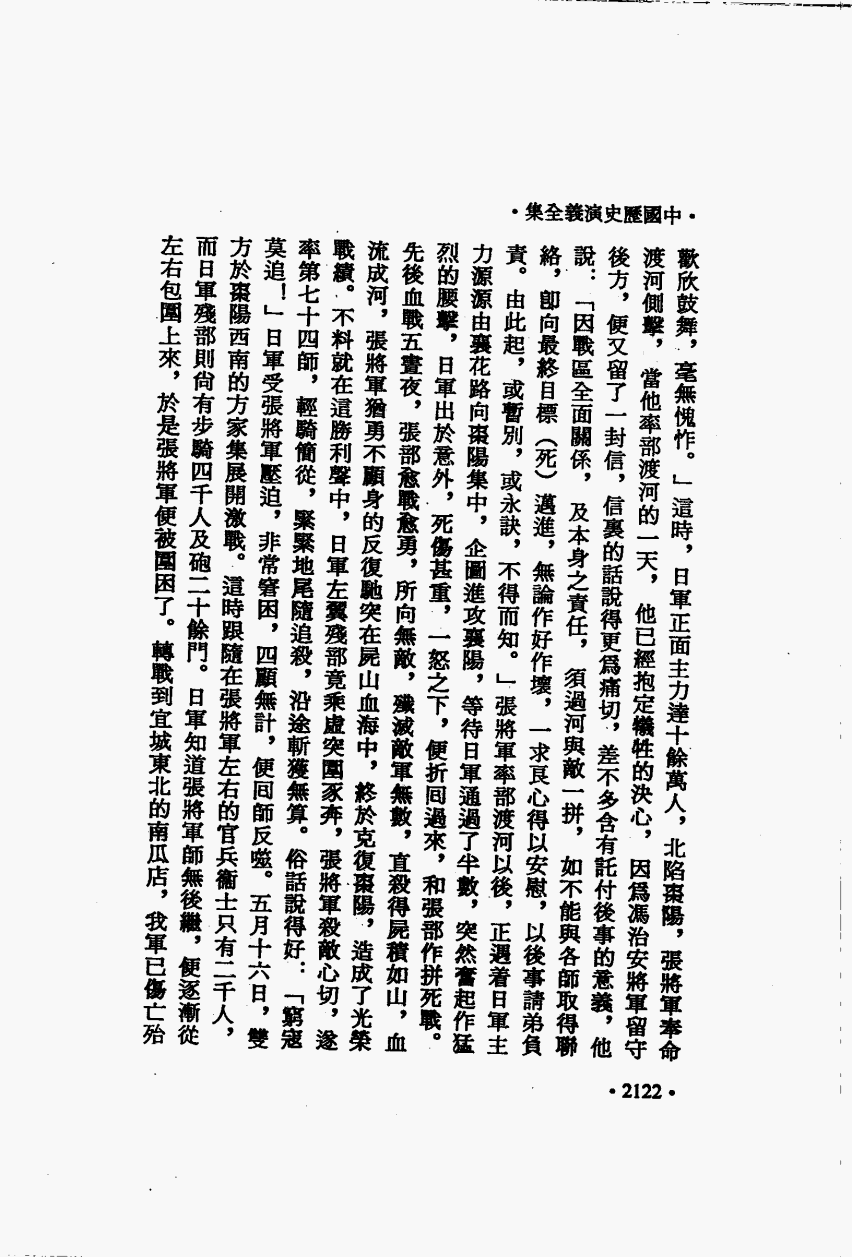 •中國歷史演義全集•
歡欣鼓舞，毫無愧怍。」這時，日軍正面主力達十餘萬人，北陷棗陽，張將軍奉命
渡河側擊，當他率部渡河的一天，他已經抱定犧牲的決心，因爲馮治安將軍留守
後方，便又留了一封信，信裏的話說得更爲痛切，差不多含有託付後事的意義，他
說：「因戰區全面關係，及本身之責任，須過河與敵一拼，如不能與各師取得聯
絡，卽向最終目標（死）邁進，無論作好作壞，一求良心得以安慰，以後事請弟負
責。由此起，或暫別，或永訣，不得而知。」張將軍率部渡河以後，正遇着日軍主
力源源由襄花路向棗陽集中，企圖進攻襄陽，等待日軍通過了半數，突然奮起作猛
烈的腰擊，日軍出於意外，死傷甚重，一怒之下，便折囘過來，和張部作拼死戰。
先後血戰五晝夜，張部愈戰愈勇，所向無敵，殲滅敵軍無數，直殺得屍積如山，血
流成河，張將軍猶勇不顧身的反復馳突在屍山血海中，終於克復棗陽，造成了光榮
戰績。不料就在這勝利聲中，日軍左翼殘部竟乘虛突圍豕奔，張將軍殺敵心切，遂
率第七十四師，輕騎簡從，緊緊地尾隨追殺，沿途斬獲無算。俗話說得好：「窮寇
莫追！」日軍受張將軍壓迫，非常窘困，四顧無計，便囘師反噬。五月十六日，雙
方於棗陽西南的方家集展開激戰。這時跟隨在張將軍左右的官兵衞士只有二千人，
而日軍殘部則尙有步騎四千人及砲二十餘門。日軍知道張將軍師無後繼，便逐漸從
左右包圍上來，於是張將軍便被圍困了。轉戰到宜城東北的南瓜店，我軍已傷亡殆
•2122•